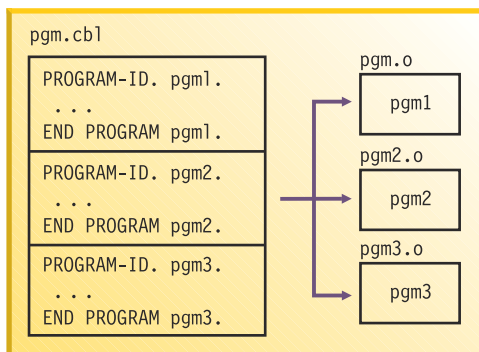 pgm.cbl
PROGRAM-ID. pgm1.
...
END PROGRAM pgm1.
PROGRAM-ID. pgm2.
...
END PROGRAM pgm2.
PROGRAM-ID. pgm3.
...
END PROGRAM pgm3.
pgm.o
pgm1
pgm2.o
pgm2
pgm3.o
pgm3